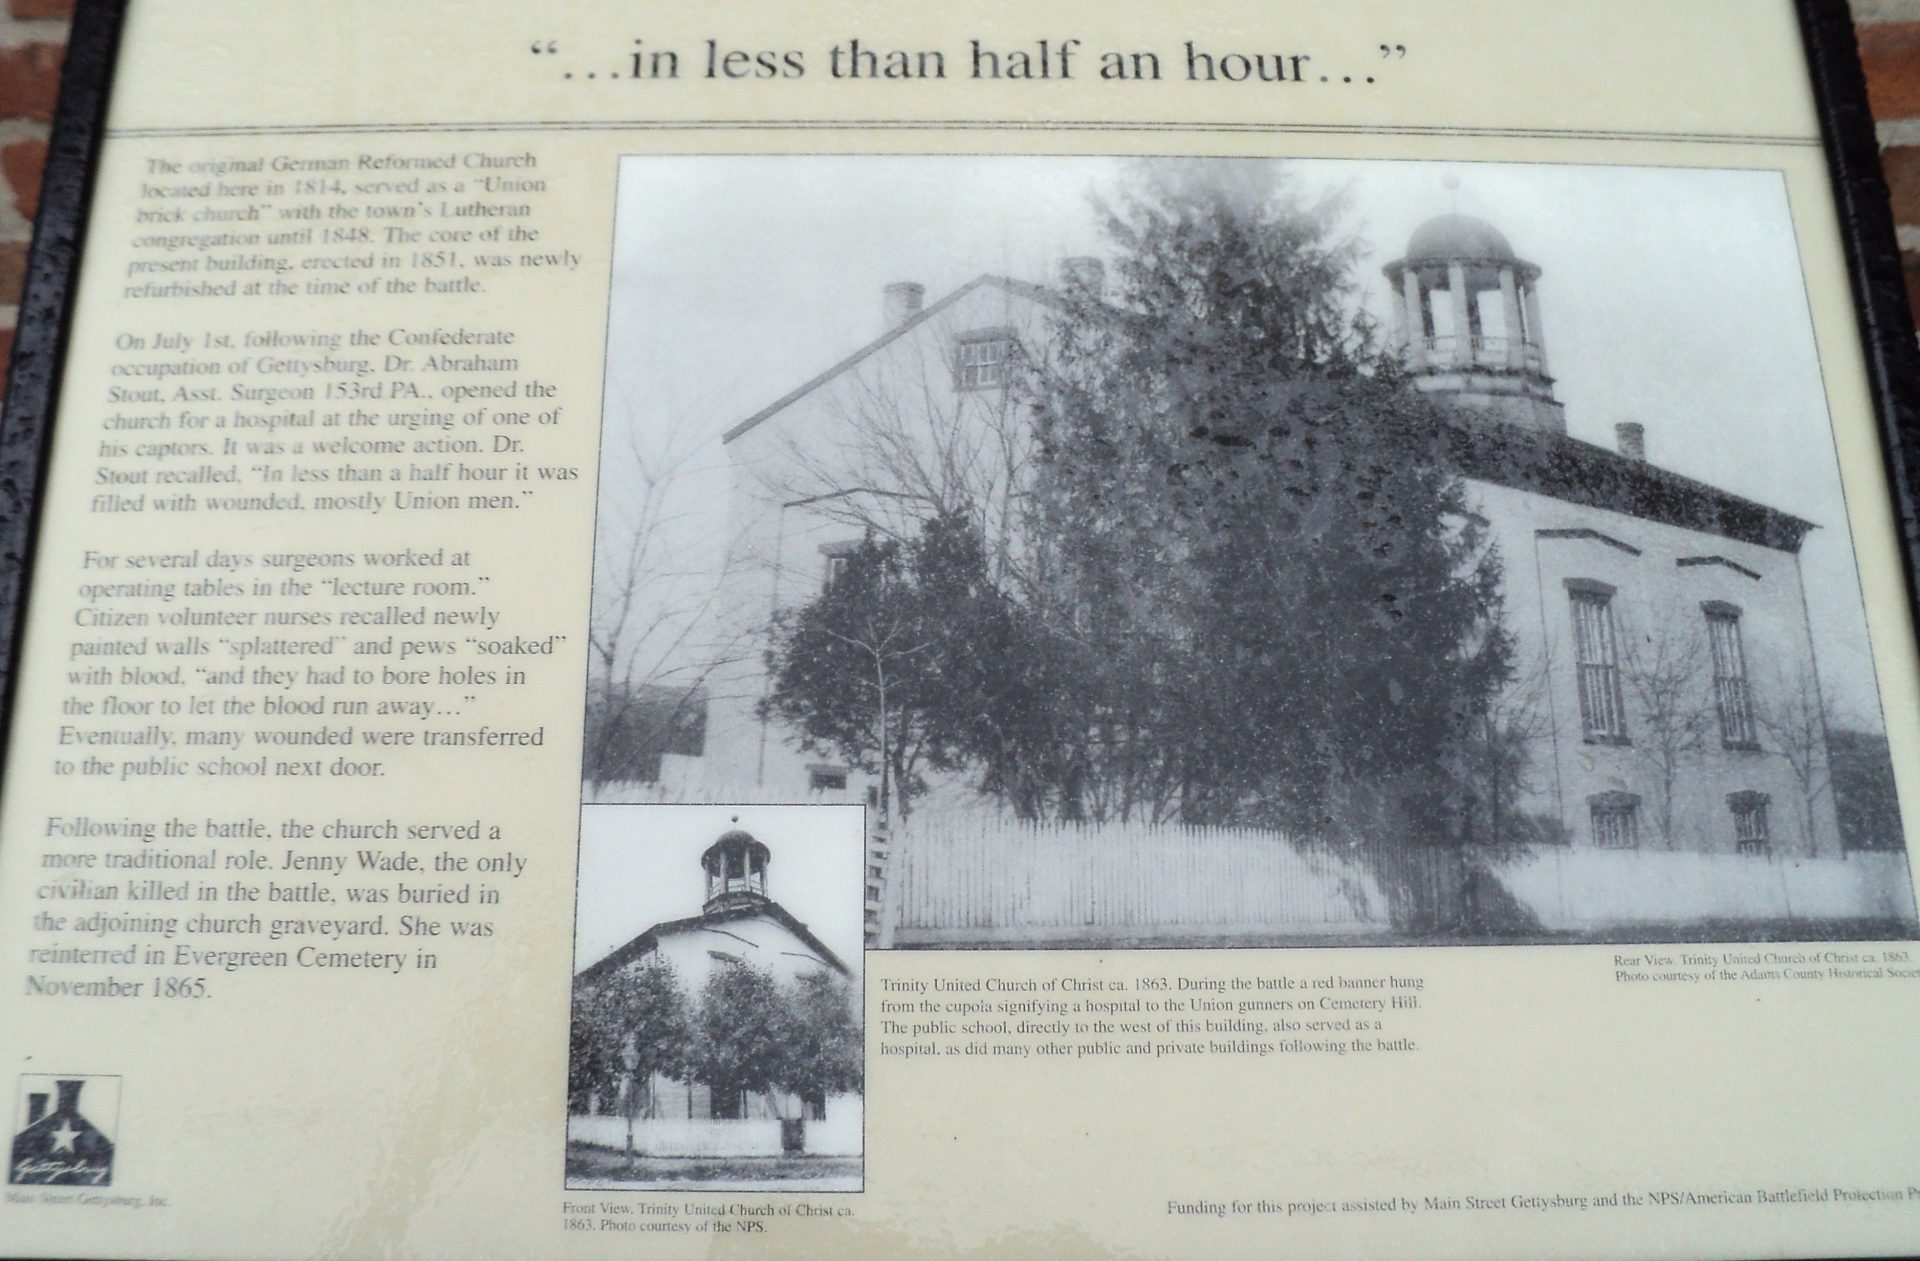 “…in less than half an hour…”
The original German Reformed Church
located here in 1814, served as a “Union
brick church” with the town’s Lutheran
congregation until 1848. The core of the
present building, erected in 1851, was newly
refurbished at the time of the battle.
On July 1st, following the Confederate
occupation of Gettysburg, Dr. Abraham
Stout, Asst. Surgeon 153rd PA., opened the
church for a hospital at the urging of one of
his captors. It was a welcome action. Dr.
Stout recalled, “In less than a half hour it was
filled with wounded, mostly Union men.”
For several days surgeons worked at
operating tables in the “lecture room.”
Citizen volunteer nurses recalled newly
painted walls “splattered” and pews “soaked”
with blood, “and they had to bore holes in
the floor to let the blood run away…”
Eventually, many wounded were transferred
to the public school next door.
Following the battle, the church served a
more traditional role. Jenny Wade, the only
civilian killed in the battle, was buried in
the adjoining church graveyard. She was
reinterred in Evergreen Cemetery in
November 1865.
Gettysburg
Main Street Gettysburg, Inc.
Front View. Trinity United Church of Christ ca.
1863. Photo courtesy of the NPS.
Trinity United Church of Christ ca. 1863. During the battle a red banner hung
from the cupola signifying a hospital to the Union gunners on Cemetery Hill.
The public school, directly to the west of this building, also served as a
hospital, as did many other public and private buildings following the battle.
Rear View. Trinity United Church of Christ ca. 1863.
Photo courtesy of the Adams County Historical Societ
Funding for this project assisted by Main Street Gettysburg and the NPS/American Battlefield Protection P